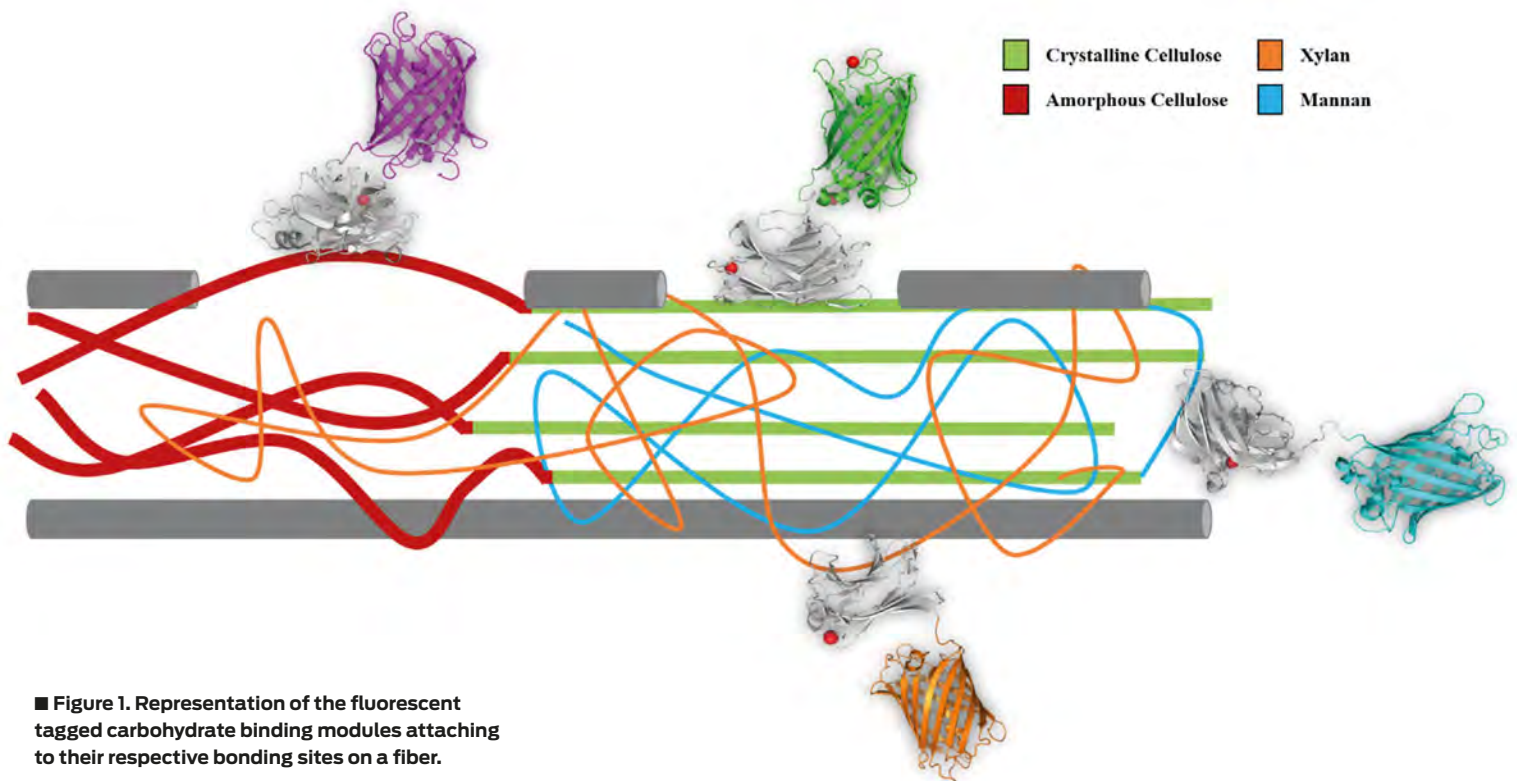 Crystalline Cellulose
Xylan
Amorphous Cellulose
Mannan
■ Figure 1. Representation of the fluorescent
tagged carbohydrate binding modules attaching
to their respective bonding sites on a fiber.